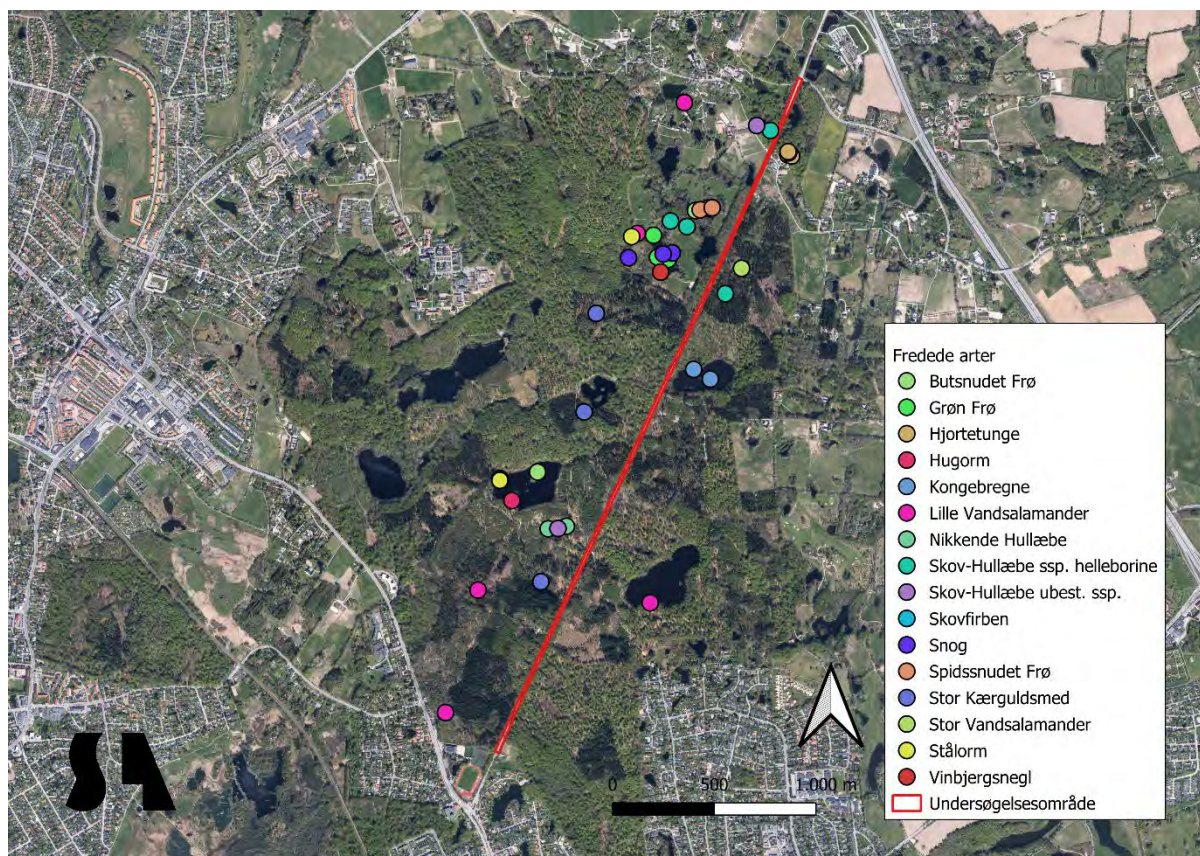 Fredede arter
Butsnudet Frø
Grøn Frø
Hjortetunge
Hugorm
Kongebregne
Lille Vandsalamander
Nikkende Hullæbe
Skov-Hullæbe ssp. helleborine
Skov-Hullæbe ubest. ssp.
Skovfirben
Snog
Spidssnudet Frø
Stor Kærguldsmed
Stor Vandsalamander
Stålorm
Vinbjergsnegl
Undersøgelsesområde
0 500 1.000 m
SA